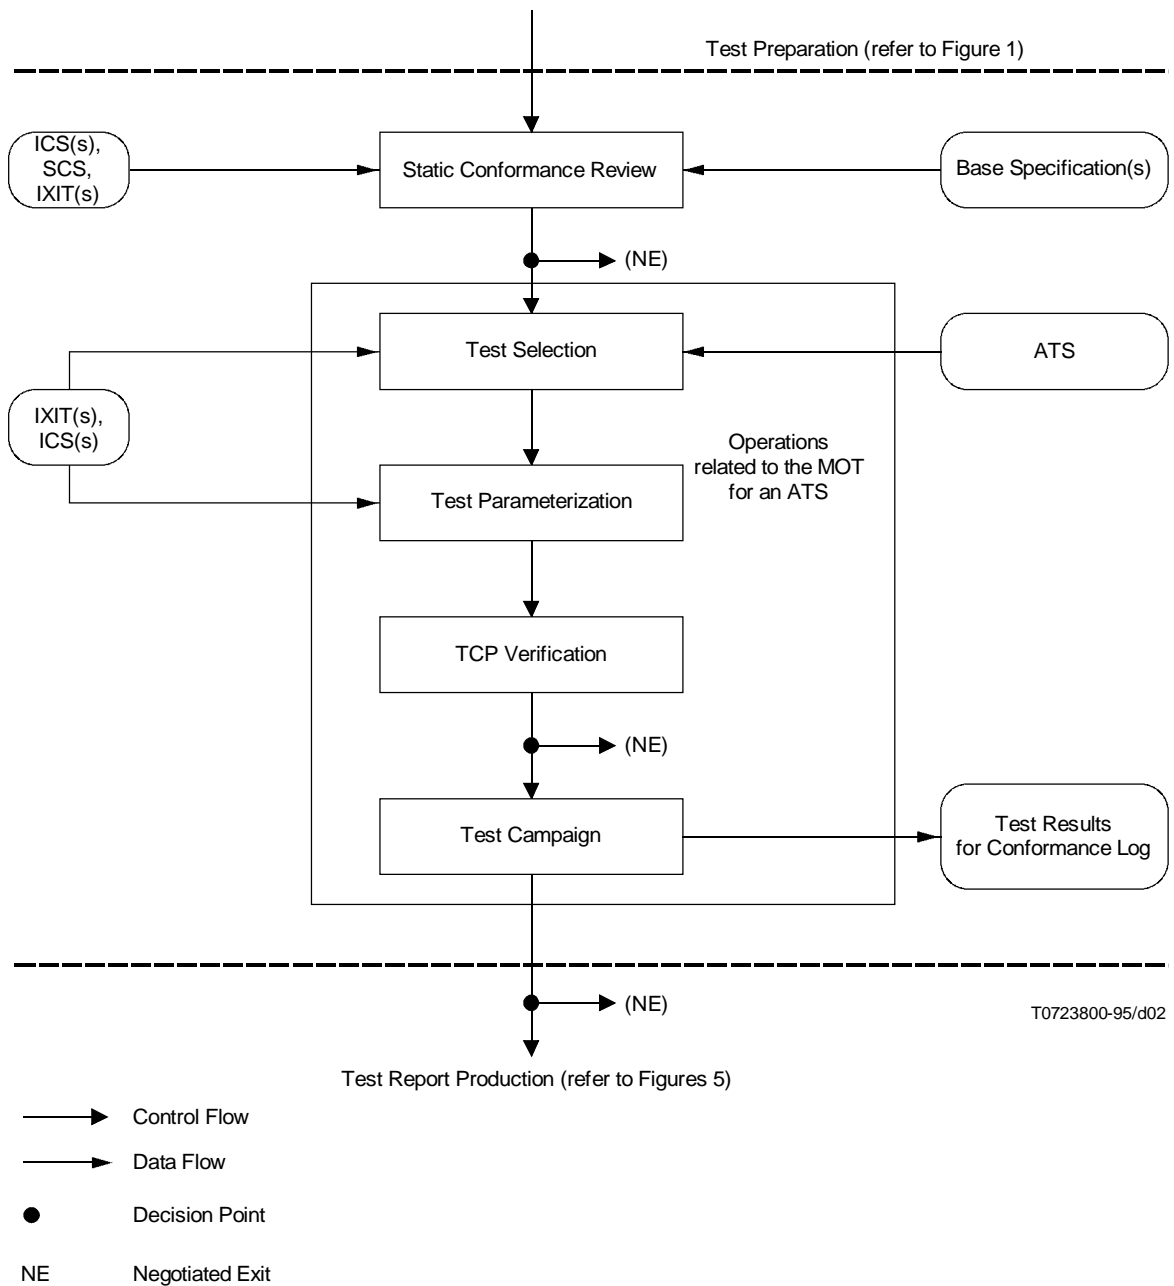 Test Preparation (refer to Figure 1)
ICS(s),
SCS,
IXIT(s)
Static Conformance Review
Base Specification(s)
(NE)
Test Selection
ATS
IXIT(s),
ICS(s)
Operations
related to the MOT
for an ATS
Test Parameterization
TCP Verification
(NE)
Test Campaign
Test Results
for Conformance Log
(NE)
T0723800-95/d02
Test Report Production (refer to Figures 5)
Control Flow
Data Flow
Decision Point
NE Negotiated Exit